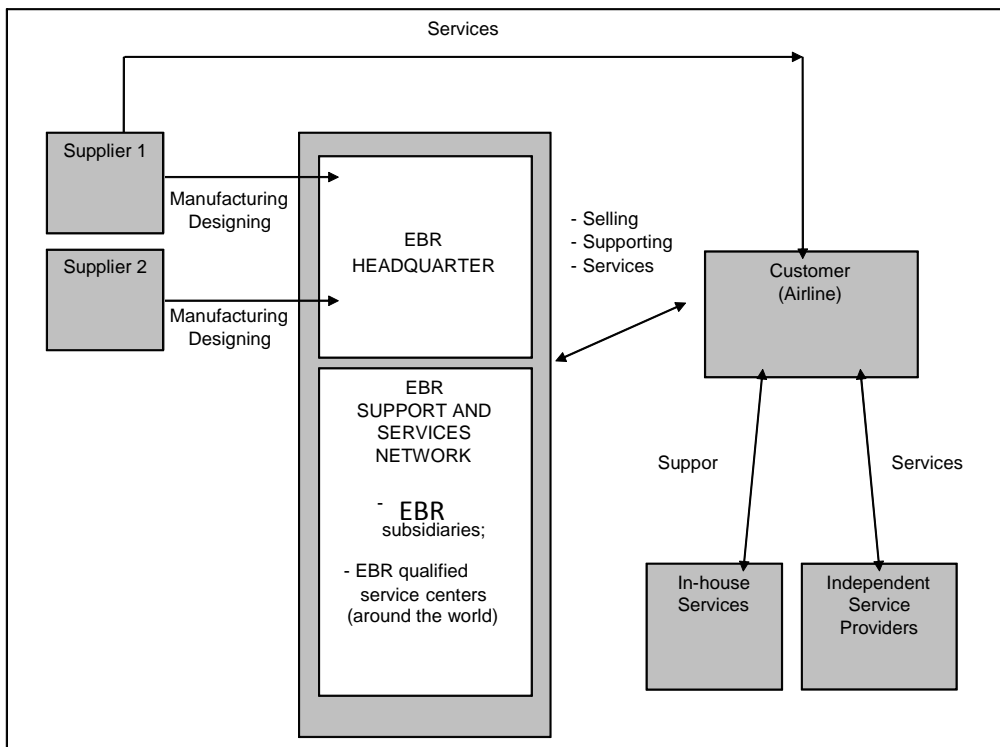 Services
Supplier 1
Manufacturing
Designing
Supplier 2
Manufacturing
Designing
EBR
HEADQUARTER
- Selling
- Supporting
- Services
Customer
(Airline)
EBR
SUPPORT AND
SERVICES
NETWORK
- EBR
subsidiaries;
- EBR qualified
service centers
(around the world)
Suppor
Services
In-house
Services
Independent
Service
Providers